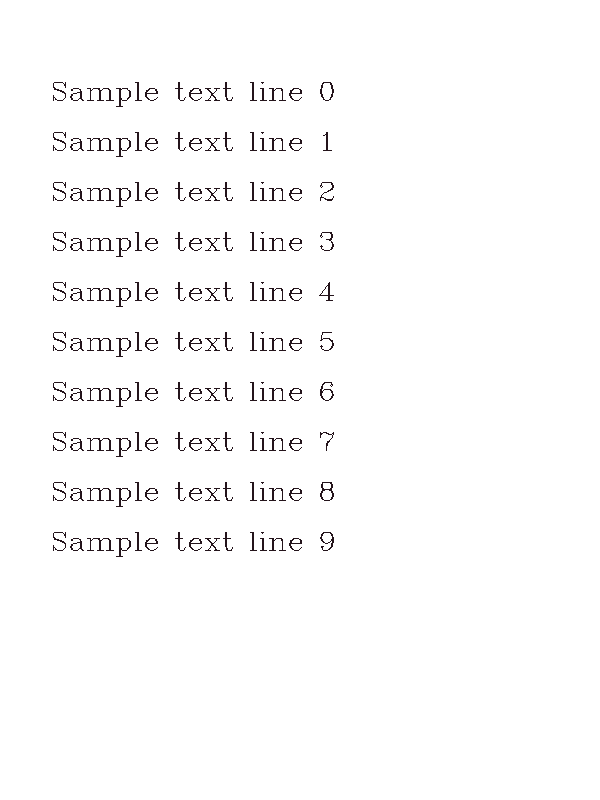 Sample text line 0
Sample text line 1
Sample text line 2
Sample text line 3
Sample text line 4
Sample text line 5
Sample text line 6
Sample text line 7
Sample text line 8
Sample text line 9